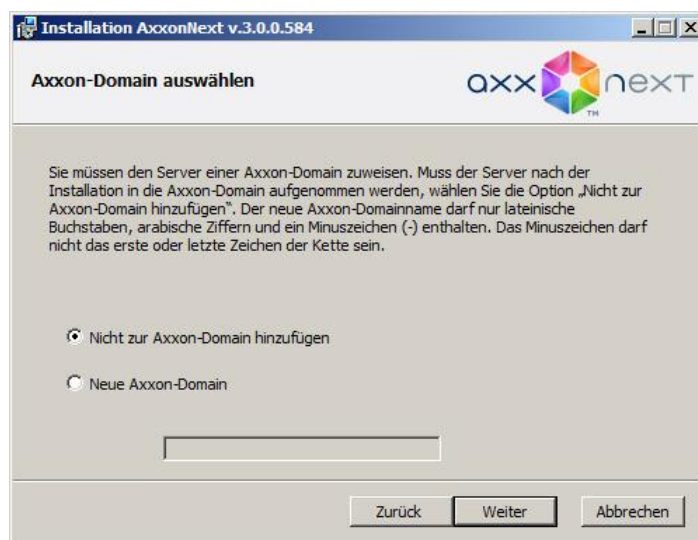 Installation AxxonNext v.3.0.0.584
Axxon-Domain auswählen
axx next
TM
Sie müssen den Server einer Axxon-Domain zuweisen. Muss der Server nach der
Installation in die Axxon-Domain aufgenommen werden, wählen Sie die Option „Nicht zur
Axxon-Domain hinzufügen“. Der neue Axxon-Domainname darf nur lateinische
Buchstaben, arabische Ziffern und ein Minuszeichen (-) enthalten. Das Minuszeichen darf
nicht das erste oder letzte Zeichen der Kette sein.
Nicht zur Axxon-Domain hinzufügen
Neue Axxon-Domain
Zurück Weiter Abbrechen